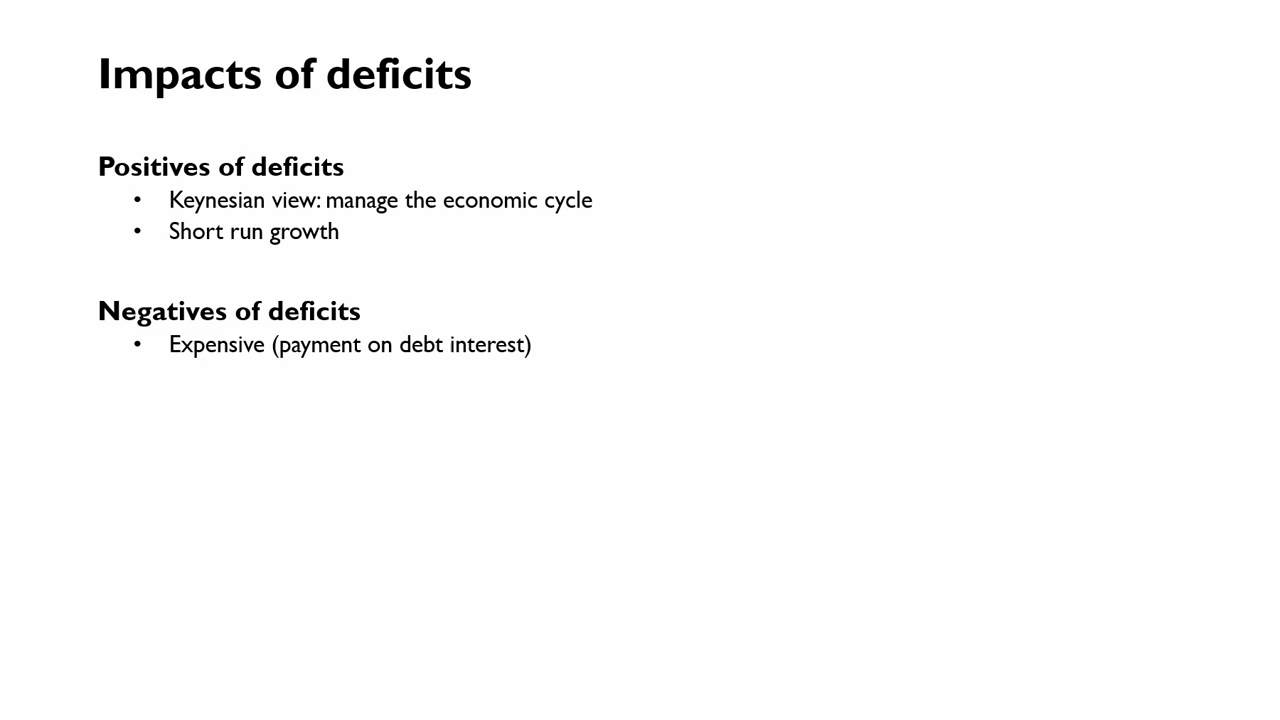 Impacts of deficits
Positives of deficits
• Keynesian view: manage the economic cycle
• Short run growth
Negatives of deficits
• Expensive (payment on debt interest)